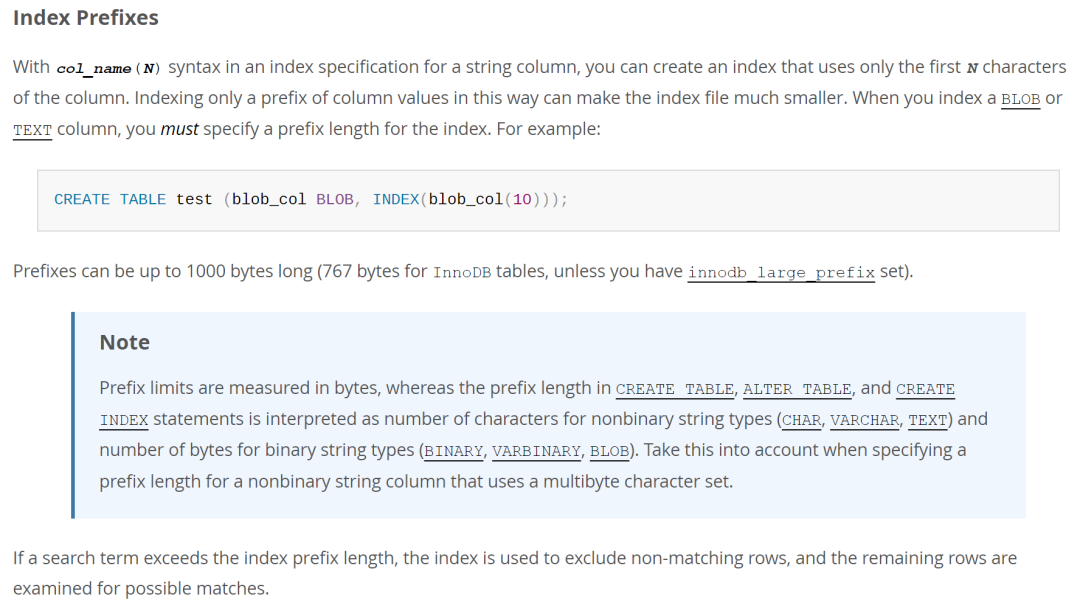 Index Prefixes
With col_name(N) syntax in an index specification for a string column, you can create an index that uses only the first N characters
of the column. Indexing only a prefix of column values in this way can make the index file much smaller. When you index a BLOB or
TEXT column, you must specify a prefix length for the index. For example:
CREATE TABLE test (blob_col BLOB, INDEX(blob_col(10)));
Prefixes can be up to 1000 bytes long (767 bytes for InnoDB tables, unless you have innodb_large_prefix set).
Note
Prefix limits are measured in bytes, whereas the prefix length in CREATE TABLE, ALTER TABLE, and CREATE
INDEX statements is interpreted as number of characters for nonbinary string types (CHAR, VARCHAR, TEXT) and
number of bytes for binary string types (BINARY, VARBINARY, BLOB). Take this into account when specifying a
prefix length for a nonbinary string column that uses a multibyte character set.
If a search term exceeds the index prefix length, the index is used to exclude non-matching rows, and the remaining rows are
examined for possible matches.